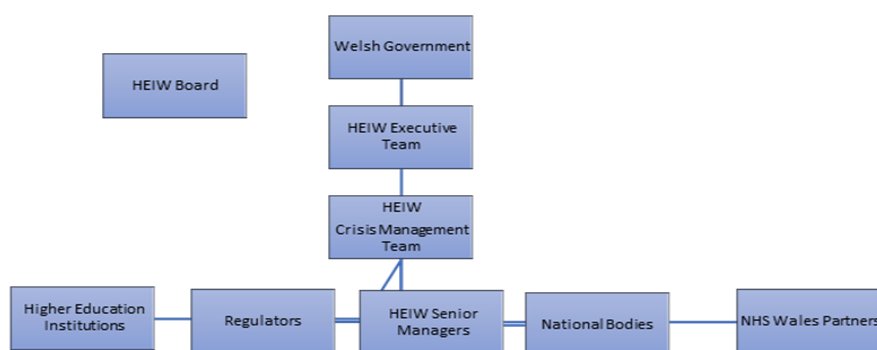 Welsh Government
HEIW Board
HEIW Executive
Team
HEIW
Crisis Management
Team
Higher Education
Institutions
Regulators
HEIW Senior
Managers
National Bodies
NHS Wales Partners